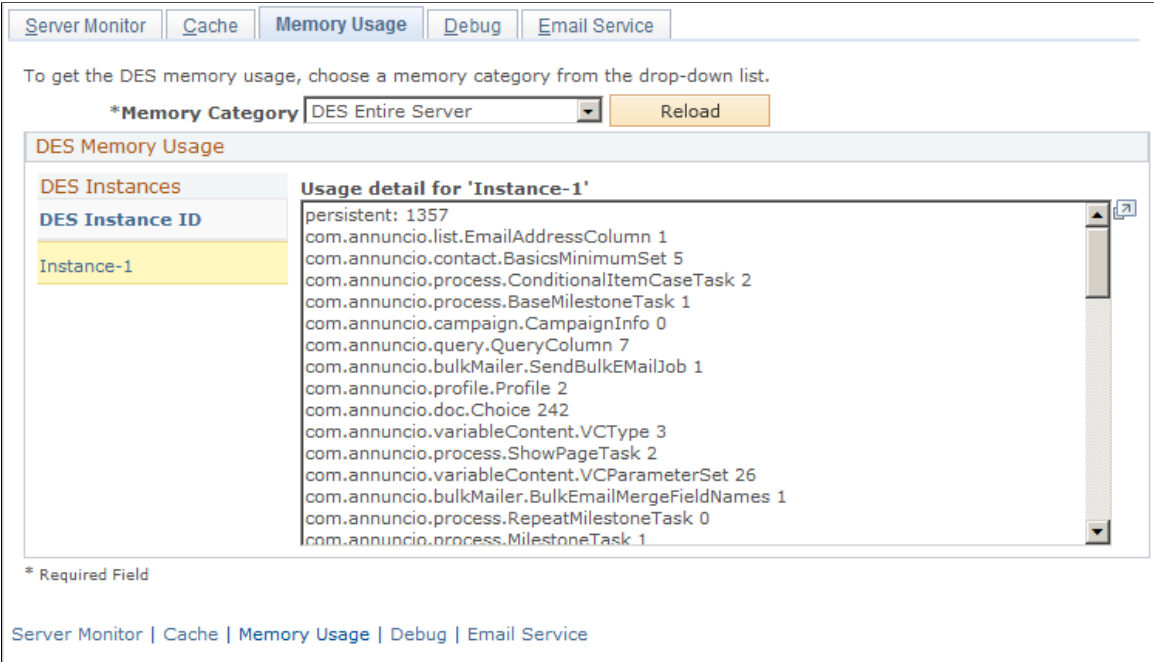 Server Monitor Cache Memory Usage Debug Email Service
To get the DES memory usage, choose a memory category from the drop-down list.
*Memory Category DES Entire Server Reload
DES Memory Usage
DES Instances
DES Instance ID
Instance-1
Usage detail for 'Instance-1'
persistent: 1357
com.annuncio.list.EmailAddressColumn 1
com.annuncio.contact.BasicsMinimumSet 5
com.annuncio.process.ConditionalItemCaseTask 2
com.annuncio.process.BaseMilestoneTask 1
com.annuncio.campaign.CampaignInfo 0
com.annuncio.query.QueryColumn 7
com.annuncio.bulkMailer.SendBulkEMailJob 1
com.annuncio.profile.Profile 2
com.annuncio.doc.Choice 242
com.annuncio.variableContent.VCType 3
com.annuncio.process.ShowPageTask 2
com.annuncio.variableContent.VCParameterSet 26
com.annuncio.bulkMailer.BulkEmailMergeFieldNames 1
com.annuncio.process.RepeatMilestoneTask 0
com.annuncio.process.MilestoneTask 1
* Required Field
Server Monitor | Cache | Memory Usage | Debug | Email Service